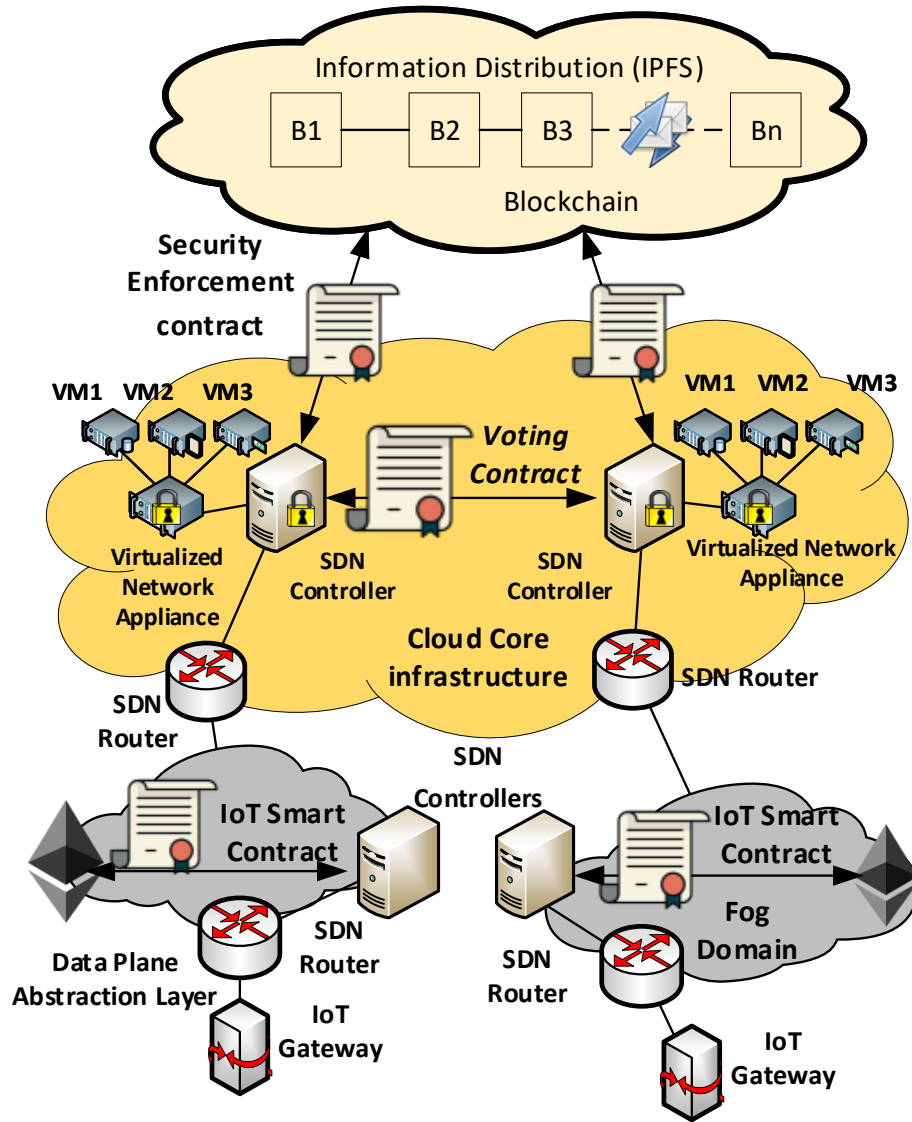 Information Distribution (IPFS)
B1
B2
B3
Bn
Blockchain
Security
Enforcement
contract
VM1
VM2
VM3
VM1
VM2
VM3
Voting
Contract
Virtualized
Network
Appliance
SDN
Controller
SDN
Controller
Virtualized Network
Appliance
Cloud Core
infrastructure
SDN
Router
SDN Router
SDN
Controllers
IoT Smart
Contract
IoT Smart
Contract
Fog
Domain
SDN
Router
SDN
Router
Data Plane
Abstraction Layer
IoT
Gateway
IoT
Gateway